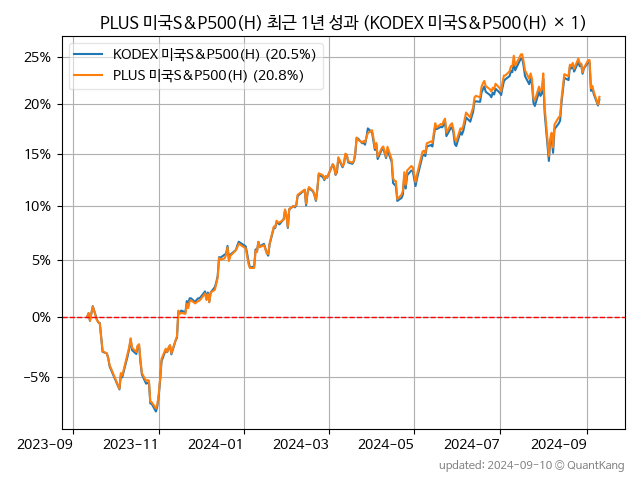 PLUS 미국S&P500(H) 최근 1년 성과 (KODEX 미국S&P500(H) × 1)
KODEX 미국S&P500(H) (20.5%)
PLUS 미국S&P500(H) (20.8%)
25%
20%
15%
10%
5%
0%
−5%
2023-09 2023-11 2024-01 2024-03 2024-05 2024-07 2024-09
updated: 2024-09-10 © QuantKang